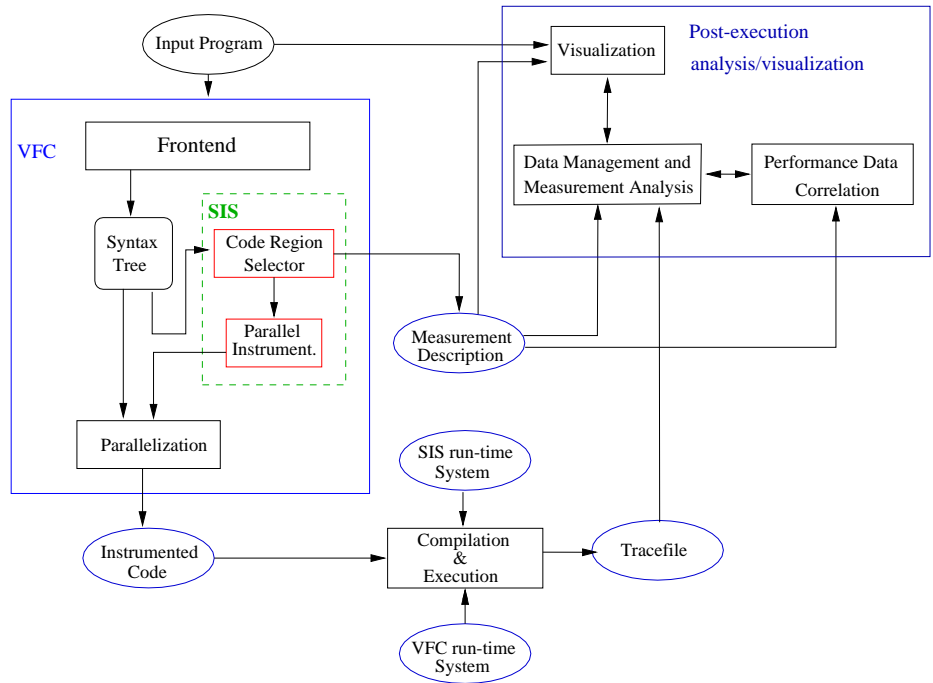 Input Program
Post-execution
analysis/visualization
Visualization
VFC
Frontend
Data Management and
Measurement Analysis
Performance Data
Correlation
SIS
Syntax
Tree
Code Region
Selector
Parallel
Instrument.
Measurement
Description
Parallelization
SIS run-time
System
Instrumented
Code
Compilation
&
Execution
Tracefile
VFC run-time
System